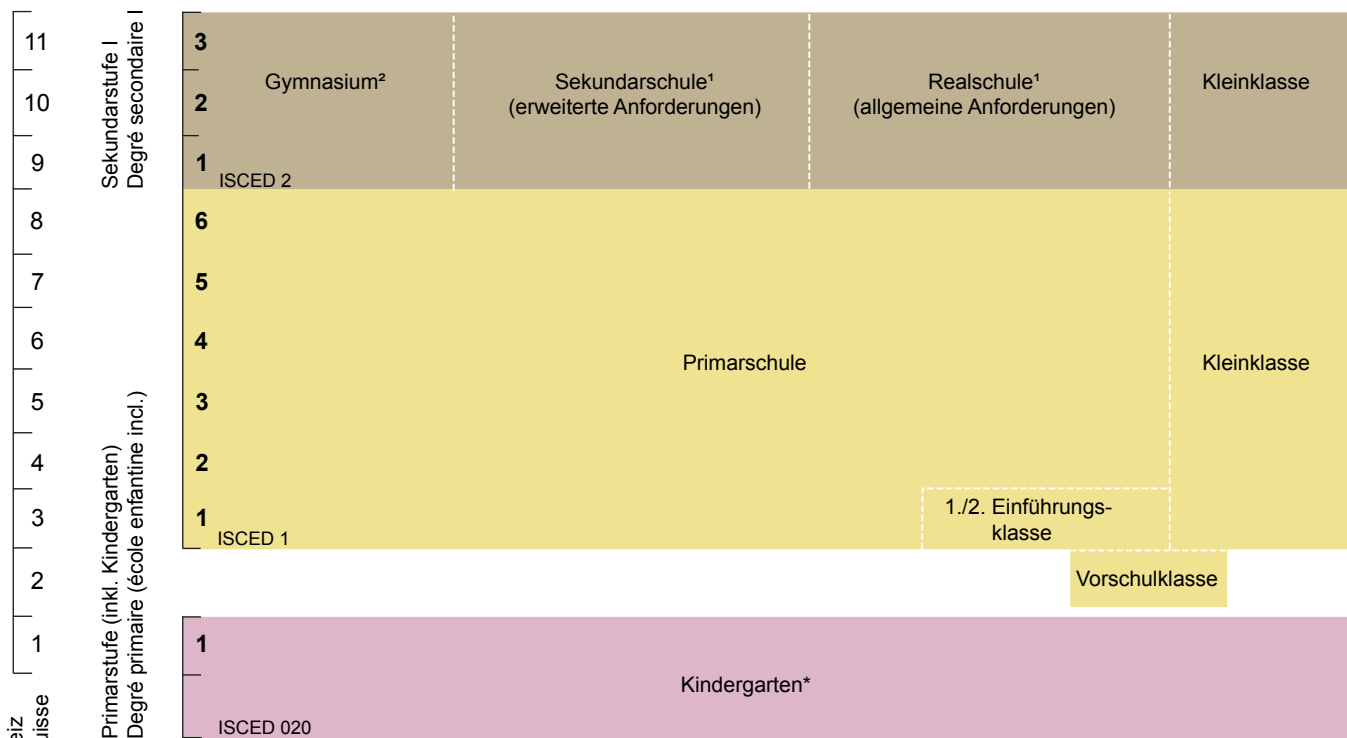 11
10
9
8
7
6
5
4
3
2
1
eiz
uisse
Sekundarstufe I
Degré secondaire I
Primarstufe (inkl. Kindergarten)
Degré primaire (école enfantine incl.)
3
2
1
ISCED 2
Gymnasium²
Sekundarschule¹
(erweiterte Anforderungen)
Realschule¹
(allgemeine Anforderungen)
Kleinklasse
6
5
4
3
2
1
ISCED 1
Primarschule
Kleinklasse
1./2. Einführungs-
klasse
Vorschulklasse
1
Kindergarten*
ISCED 020